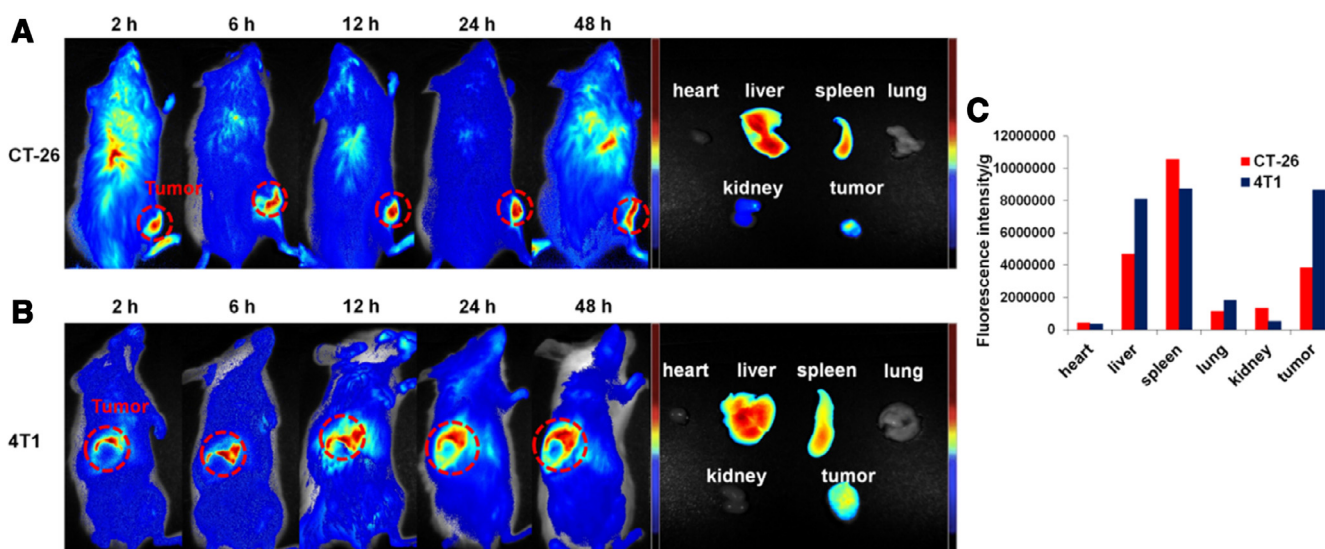 A
2 h 6 h 12 h 24 h 48 h
CT-26
Tumor
heart liver spleen lung
kidney tumor
B
2 h 6 h 12 h 24 h 48 h
4T1
Tumor
heart liver spleen lung
kidney tumor
C
Fluorescence intensity/g
12000000
10000000
8000000
6000000
4000000
2000000
0
CT-26
4T1
heart liver spleen lung kidney tumor